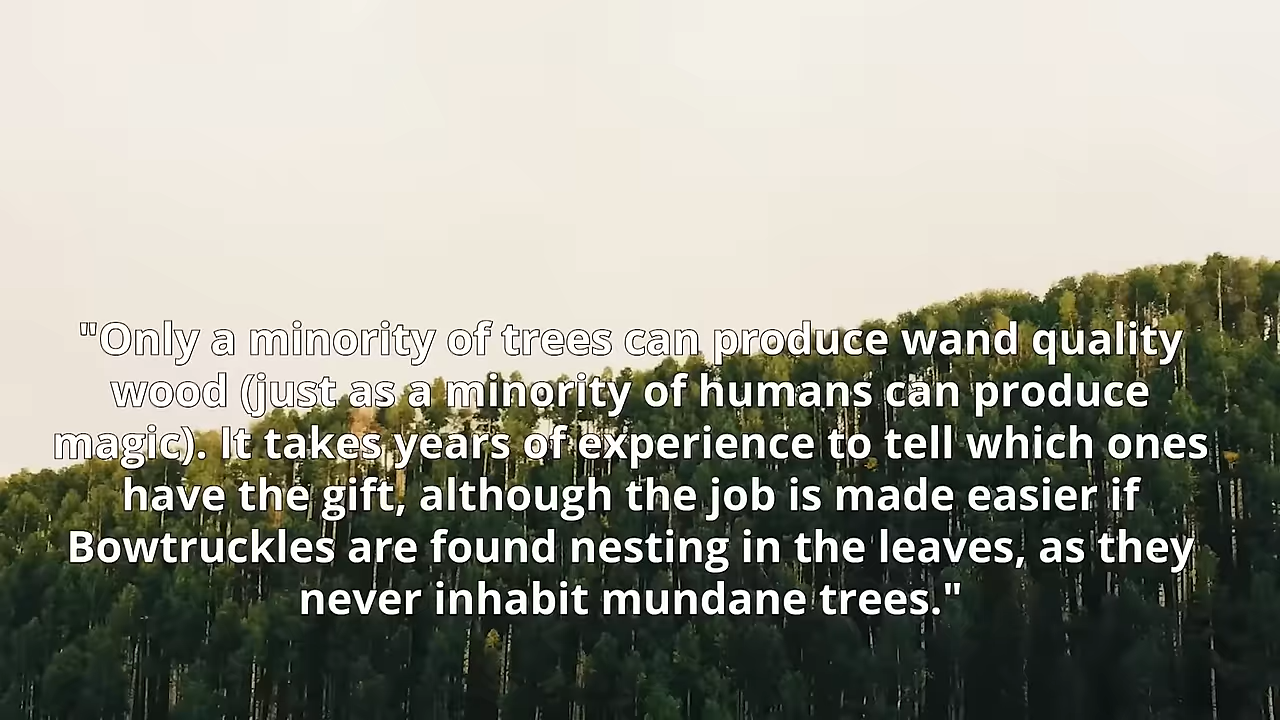 "Only a minority of trees can produce wand quality
wood (just as a minority of humans can produce
magic). It takes years of experience to tell which ones
have the gift, although the job is made easier if
Bowtruckles are found nesting in the leaves, as they
never inhabit mundane trees."